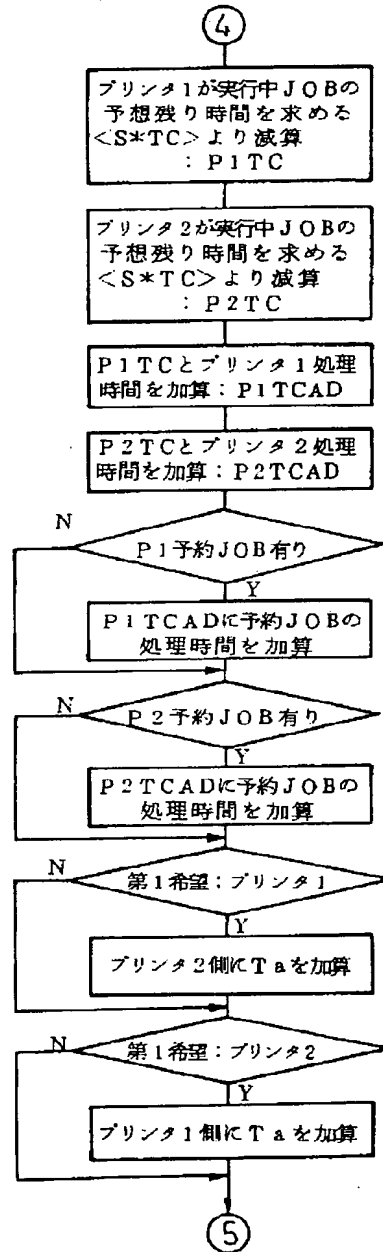 4
プリンタ1が実行中JOBの
予想残り時間を求める
<S*TC>より減算
:P1TC
プリンタ2が実行中JOBの
予想残り時間を求める
<S*TC>より減算
:P2TC
P1TCとプリンタ1処理
時間を加算:P1TCAD
P2TCとプリンタ2処理
時間を加算:P2TCAD
N
P1予約JOB有り
Y
P1TCADに予約JOBの
処理時間を加算
N
P2予約JOB有り
Y
P2TCADに予約JOBの
処理時間を加算
N
第1希望:プリンタ1
Y
プリンタ2側にTaを加算
N
第1希望:プリンタ2
Y
プリンタ1側にTaを加算
5